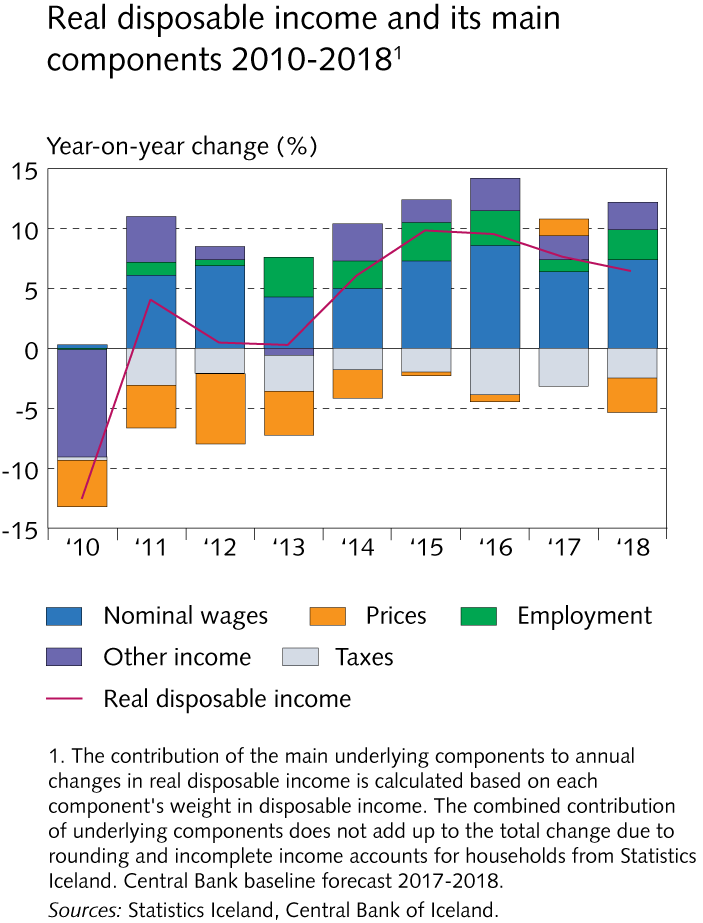 Real disposable income and its main
components 2010-2018¹
Year-on-year change (%)
15
10
5
0
-5
-10
-15
‘10 ‘11 ‘12 ‘13 ‘14 ‘15 ‘16 ‘17 ‘18
Nominal wages Prices Employment
Other income Taxes
Real disposable income
1. The contribution of the main underlying components to annual
changes in real disposable income is calculated based on each
component's weight in disposable income. The combined contribution
of underlying components does not add up to the total change due to
rounding and incomplete income accounts for households from Statistics
Iceland. Central Bank baseline forecast 2017-2018.
Sources: Statistics Iceland, Central Bank of Iceland.